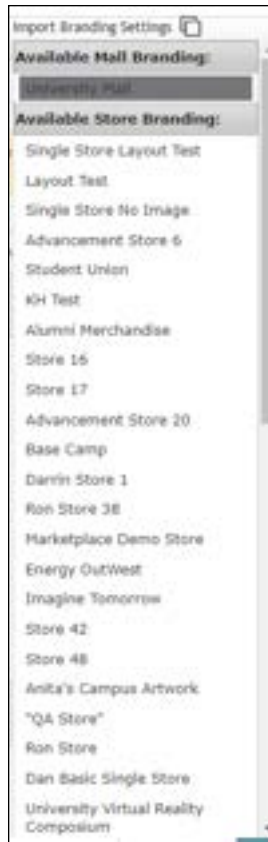 Import Branding Settings
Available Mall Branding:
University Mall
Available Store Branding:
Single Store Layout Test
Layout Test
Single Store No Image
Advancement Store 6
Student Union
KH Test
Alumni Merchandise
Store 16
Store 17
Advancement Store 20
Base Camp
Darrin Store 1
Ron Store 38
Marketplace Demo Store
Energy OutWest
Imagine Tomorrow
Store 42
Store 48
Anita's Campus Artwork
"QA Store"
Ron Store
Dan Basic Single Store
University Virtual Reality
Composium